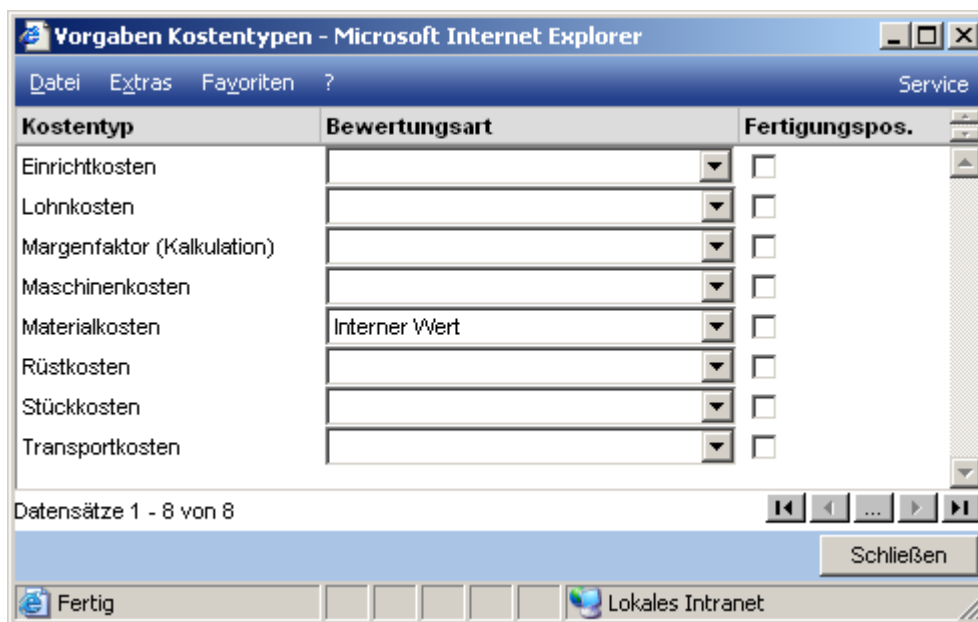 Vorgaben Kostentypen - Microsoft Internet Explorer
Datei Extras Favoriten ? Service
Kostentyp Bewertungsart Fertigungspos.
Einrichtkosten
Lohnkosten
Margenfaktor (Kalkulation)
Maschinenkosten
Materialkosten Interner Wert
Rüstkosten
Stückkosten
Transportkosten
Datensätze 1 - 8 von 8 ...
Schließen
Fertig Lokales Intranet